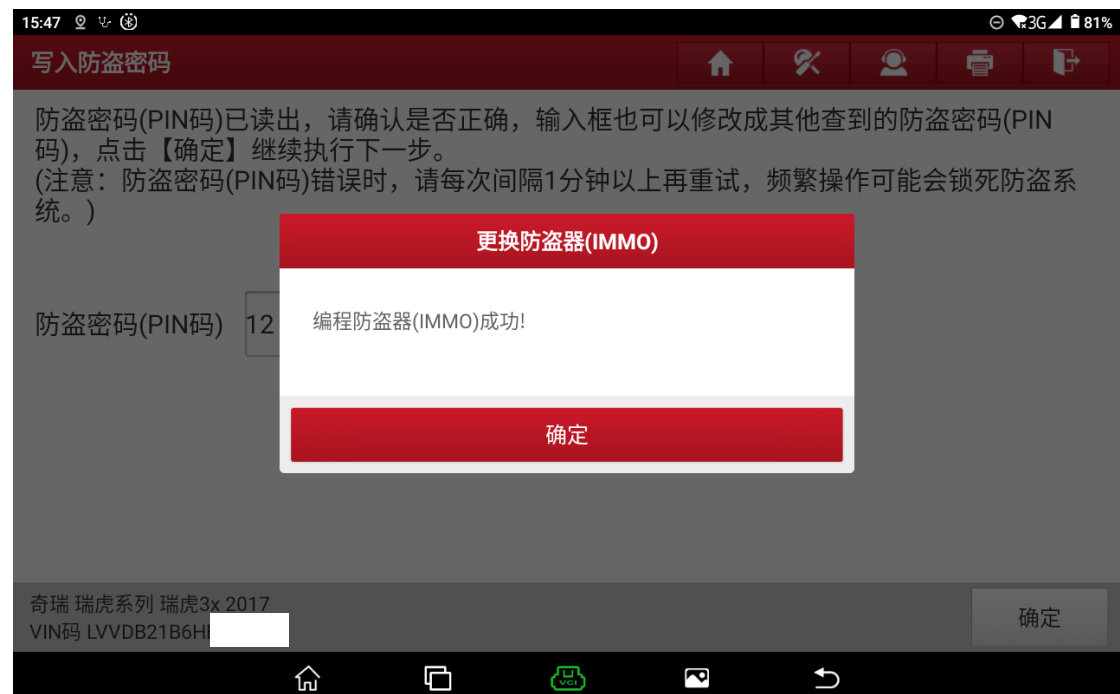 15:47
3G 81%
写入防盗密码
防盗密码(PIN码)已读出，请确认是否正确，输入框也可以修改成其他查到的防盗密码(PIN
码)，点击【确定】继续执行下一步。
(注意：防盗密码(PIN码)错误时，请每次间隔1分钟以上再重试，频繁操作可能会锁死防盗系
统。)
更换防盗器(IMMO)
防盗密码(PIN码) 12
编程防盗器(IMMO)成功!
确定
奇瑞 瑞虎系列 瑞虎3x 2017
VIN码 LVVDB21B6H
确定
VCI